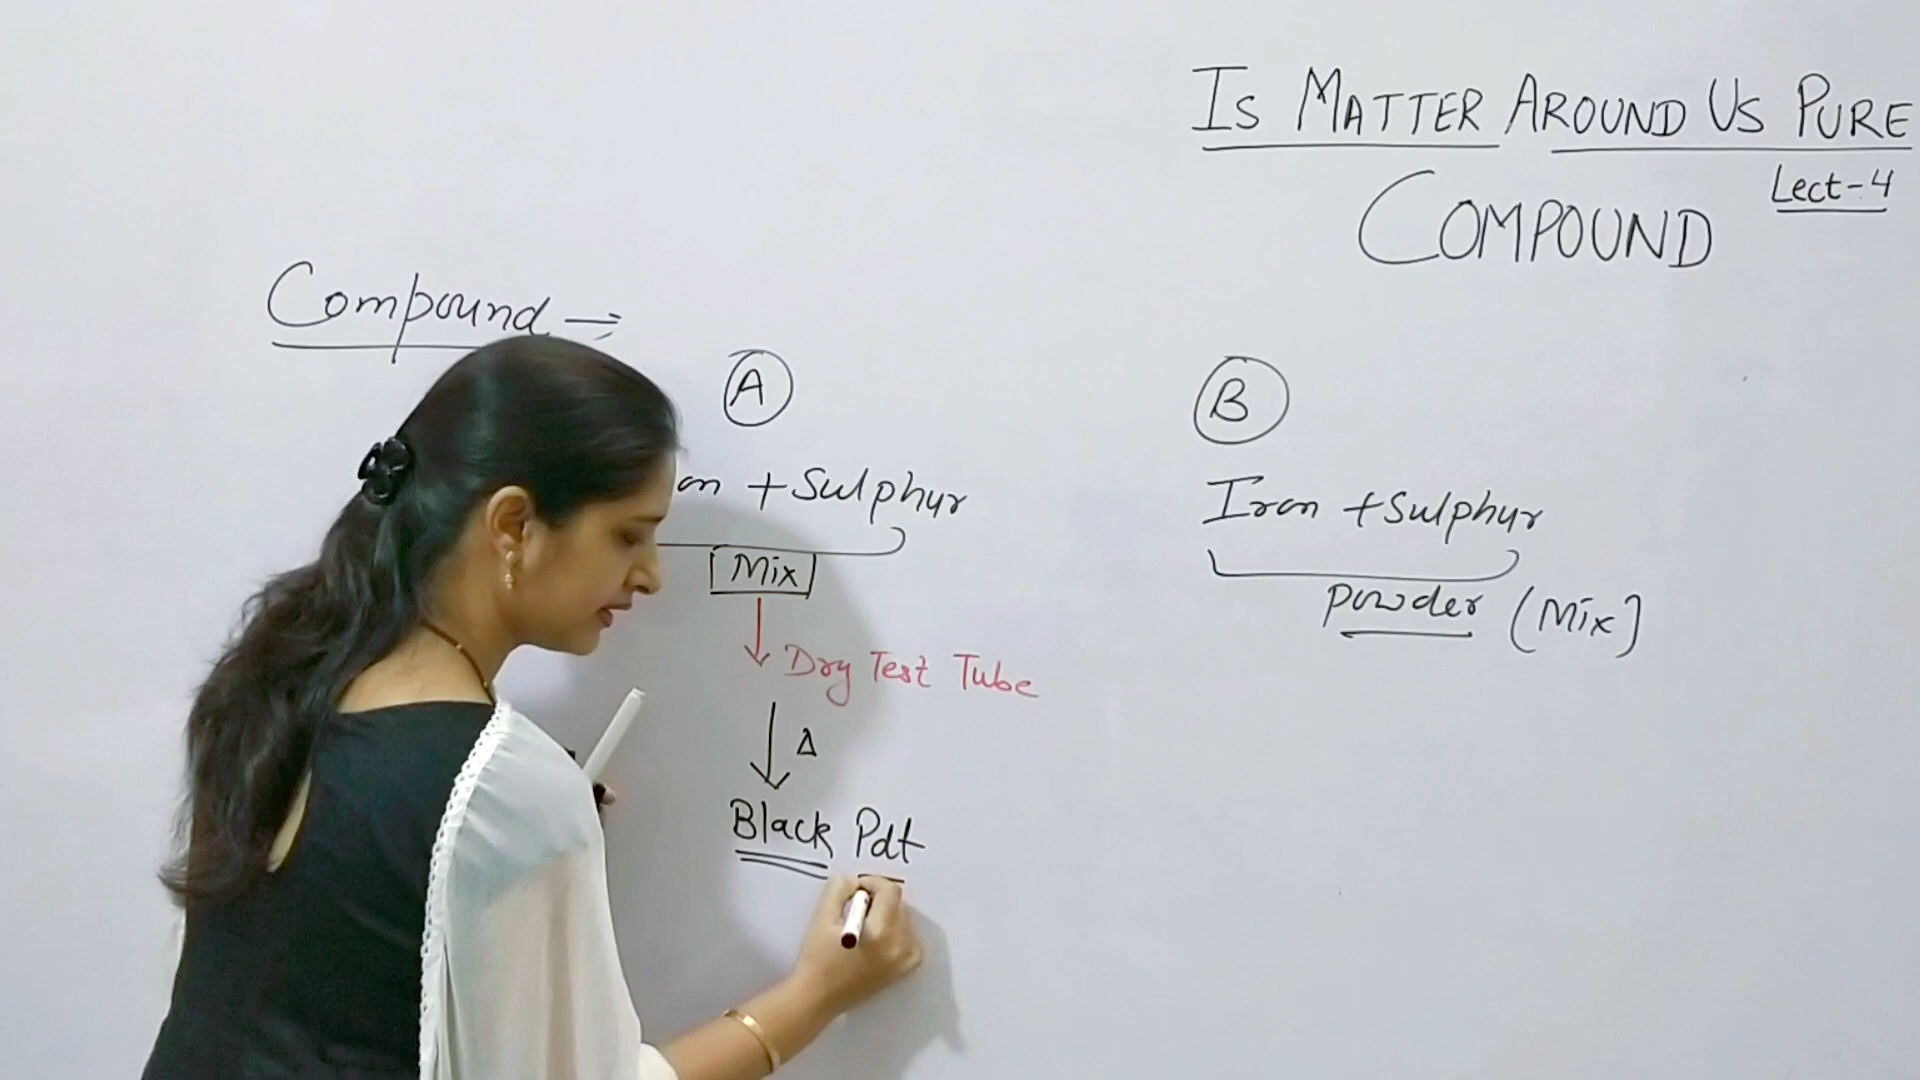 IS MATTER AROUND US PURE
Lect-4
COMPOUND
Compound ⇒
A
on + Sulphur
Mix
Dry Test Tube
Δ
Black Pdt
B
Iron + Sulphur
powder (Mix)